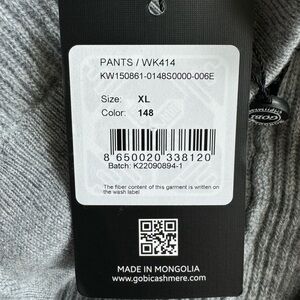 PANTS / WK414
KW150861-0148S0000-006E
Size: XL
Color: 148
8 650020 338120
Batch: K22090894-1
The fiber content of this garment is written on
the wash label
MADE IN MONGOLIA
www.gobicashmere.com
GOBI